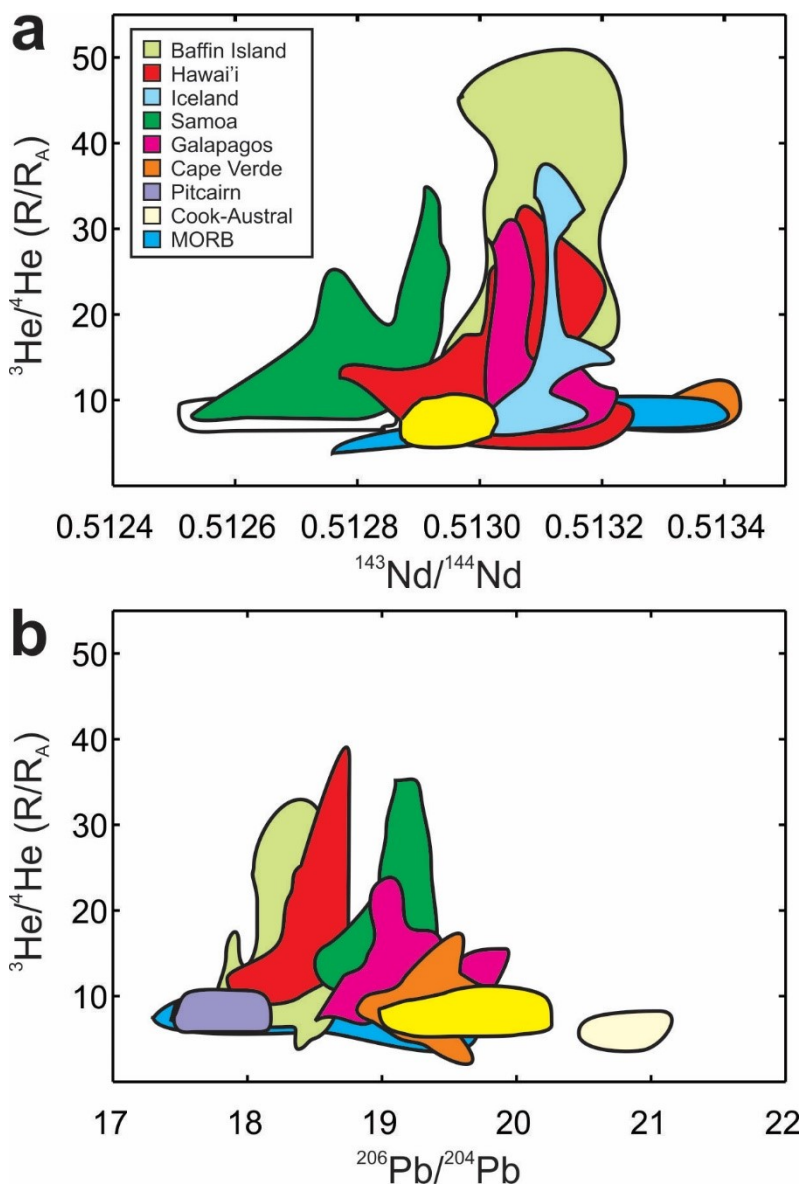 a
Baffin Island
Hawai'i
Iceland
Samoa
Galapagos
Cape Verde
Pitcairn
Cook-Austral
MORB
³He/⁴He (R/R_A)
50
40
30
20
10
0.5124 0.5126 0.5128 0.5130 0.5132 0.5134
¹⁴³Nd/¹⁴⁴Nd
b
³He/⁴He (R/R_A)
50
40
30
20
10
17 18 19 20 21 22
²⁰⁶Pb/²⁰⁴Pb